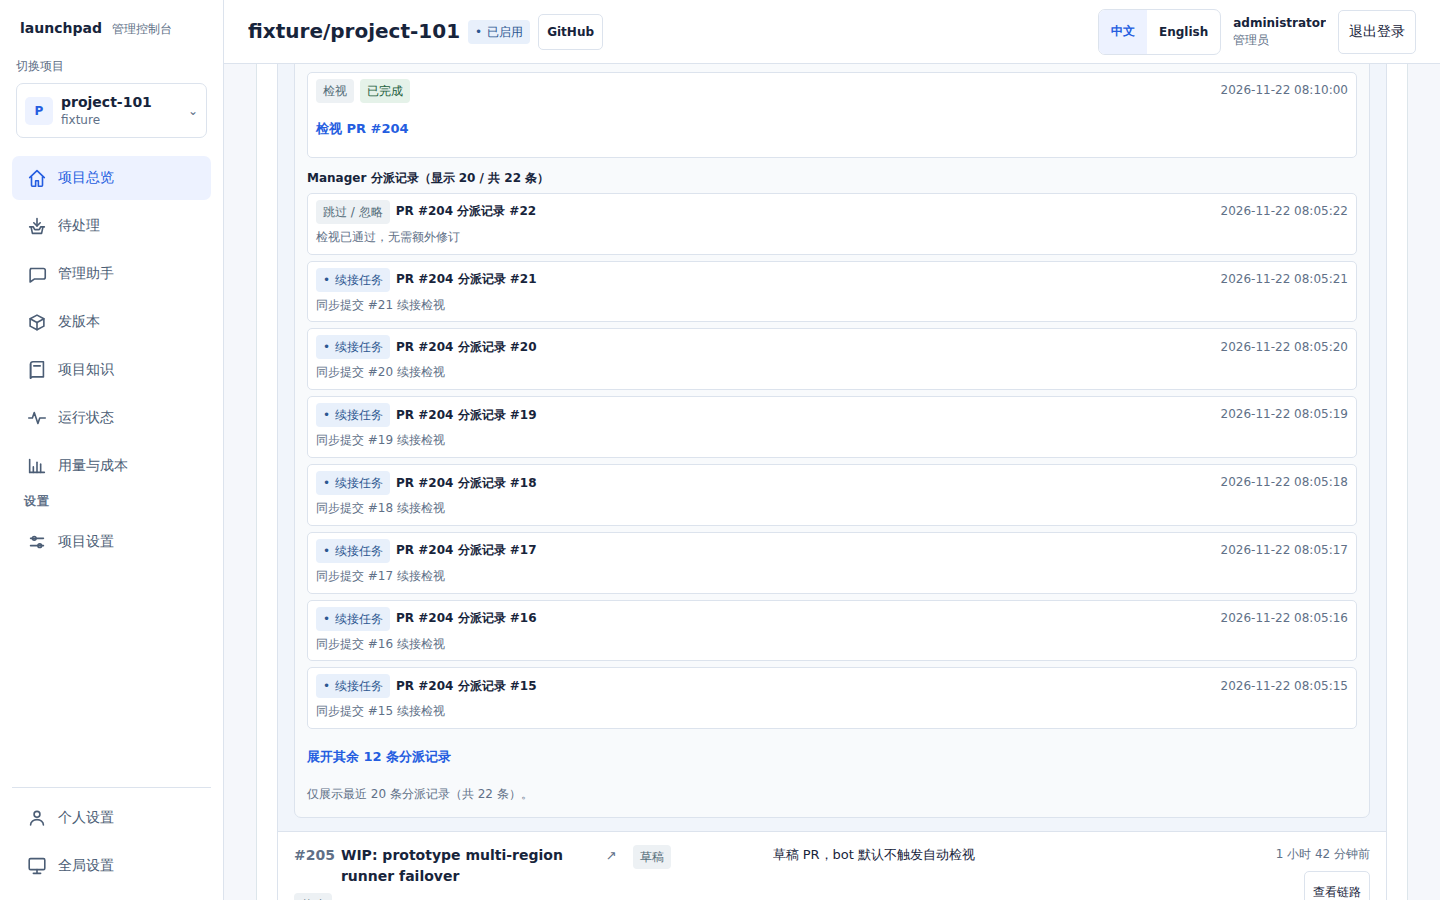 launchpad 管理控制台
切换项目
P project-101
fixture
项目总览
待处理
管理助手
发版本
项目知识
运行状态
用量与成本
设置
项目设置
个人设置
全局设置
fixture/project-101 • 已启用 GitHub
中文 English administrator
管理员 退出登录
检视 已完成 2026-11-22 08:10:00
检视 PR #204
Manager 分派记录（显示 20 / 共 22 条）
跳过 / 忽略 PR #204 分派记录 #22 2026-11-22 08:05:22
检视已通过，无需额外修订
• 续接任务 PR #204 分派记录 #21 2026-11-22 08:05:21
同步提交 #21 续接检视
• 续接任务 PR #204 分派记录 #20 2026-11-22 08:05:20
同步提交 #20 续接检视
• 续接任务 PR #204 分派记录 #19 2026-11-22 08:05:19
同步提交 #19 续接检视
• 续接任务 PR #204 分派记录 #18 2026-11-22 08:05:18
同步提交 #18 续接检视
• 续接任务 PR #204 分派记录 #17 2026-11-22 08:05:17
同步提交 #17 续接检视
• 续接任务 PR #204 分派记录 #16 2026-11-22 08:05:16
同步提交 #16 续接检视
• 续接任务 PR #204 分派记录 #15 2026-11-22 08:05:15
同步提交 #15 续接检视
展开其余 12 条分派记录
仅展示最近 20 条分派记录（共 22 条）。
#205 WIP: prototype multi-region ↗ 草稿 草稿 PR，bot 默认不触发自动检视 1 小时 42 分钟前
runner failover
查看链路